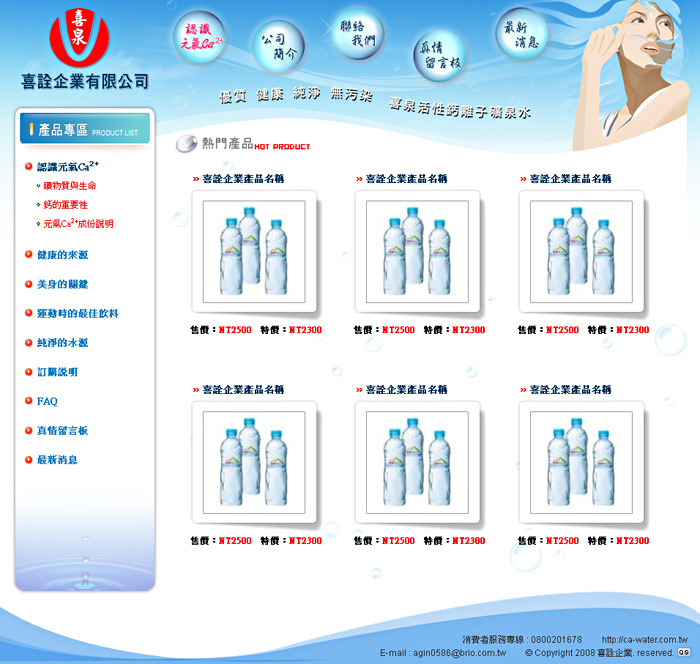 喜泉
喜詮企業有限公司
認識
元氣Ca2+
公司
簡介
聯絡
我們
真情
留言板
最新
消息
優質 健康 純淨 無污染 喜泉活性鈣離子礦泉水
產品專區 PRODUCT LIST
認識元氣Ca2+
礦物質與生命
鈣的重要性
元氣Ca2+成份說明
健康的來源
美身的關鍵
運動時的最佳飲料
純淨的水源
訂購說明
FAQ
真情留言板
最新消息
熱門產品HOT PRODUCT
» 喜詮企業產品名稱 » 喜詮企業產品名稱 » 喜詮企業產品名稱
售價：NT2500 特價：NT2300 售價：NT2500 特價：NT2300 售價：NT2500 特價：NT2300
» 喜詮企業產品名稱 » 喜詮企業產品名稱 » 喜詮企業產品名稱
售價：NT2500 特價：NT2300 售價：NT2500 特價：NT2300 售價：NT2500 特價：NT2300
消費者服務專線 : 0800201678 http://ca-water.com.tw
E-mail : agin0586@brio.com.tw © Copyright 2008 喜詮企業. reserved. QS